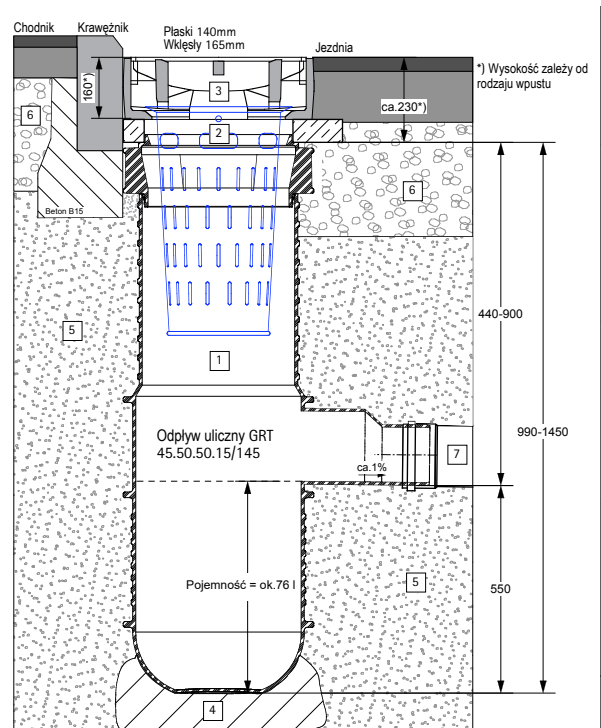 Chodnik
Krawężnik
Płaski 140mm
Wklęsły 165mm
Jezdnia
*) Wysokość zależy od
rodzaju wpustu
160*)
3
ca.230*)
6
2
6
Beton B15
5
440-900
1
Odpływ uliczny GRT
45.50.50.15/145
990-1450
7
ca.1%
Pojemność = ok.76 l
5
550
4